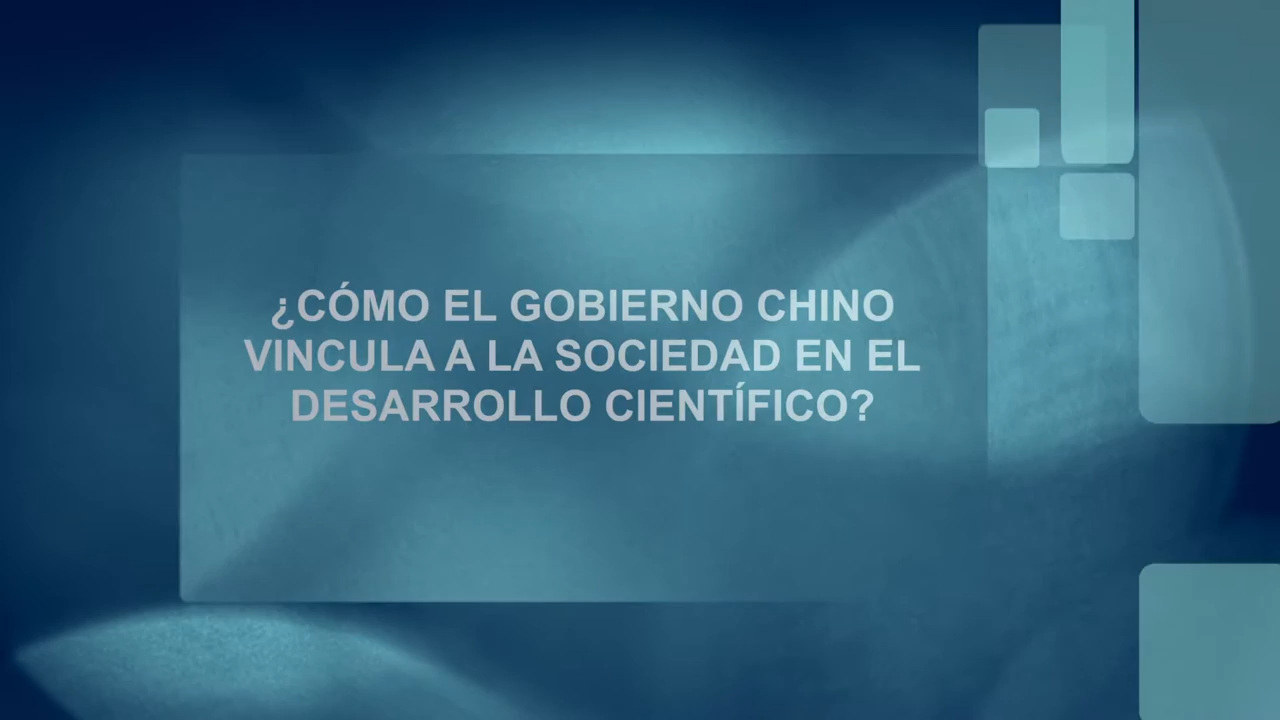 ¿CÓMO EL GOBIERNO CHINO
VINCULA A LA SOCIEDAD EN EL
DESARROLLO CIENTÍFICO?